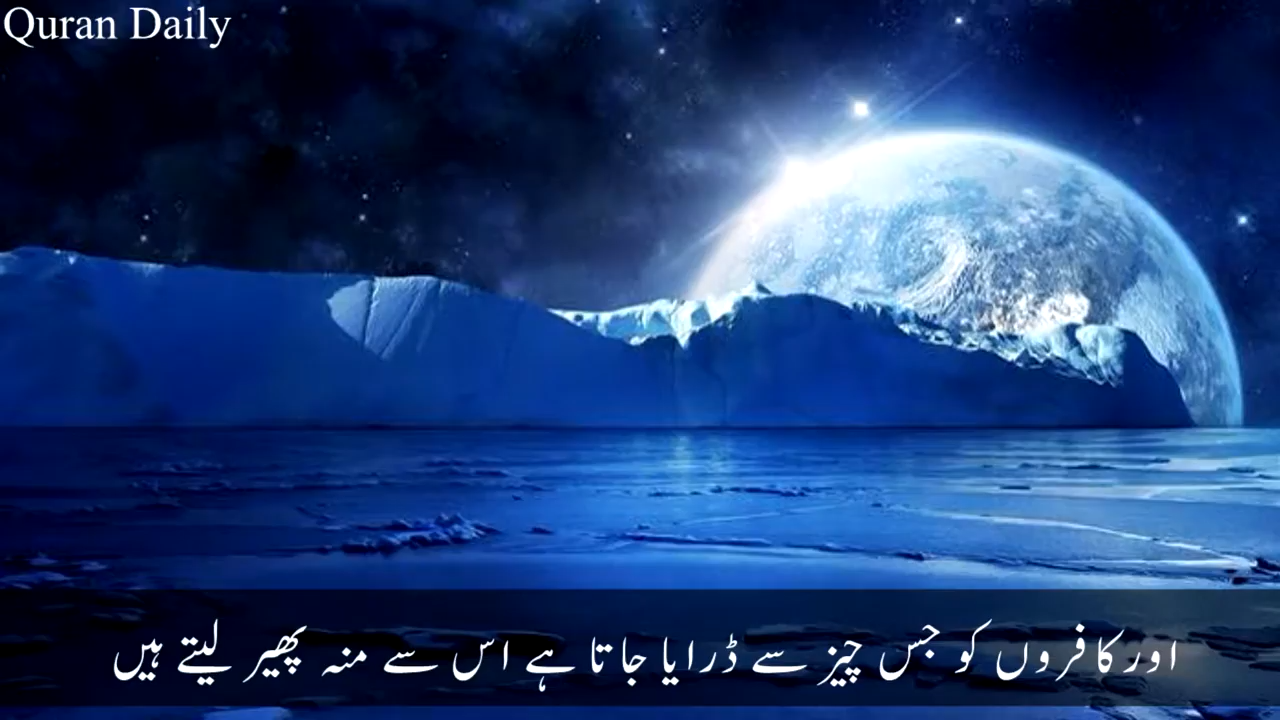 Quran Daily
اور کافروں کو جس چیز سے ڈرایا جاتا ہے اس سے منہ پھیر لیتے ہیں